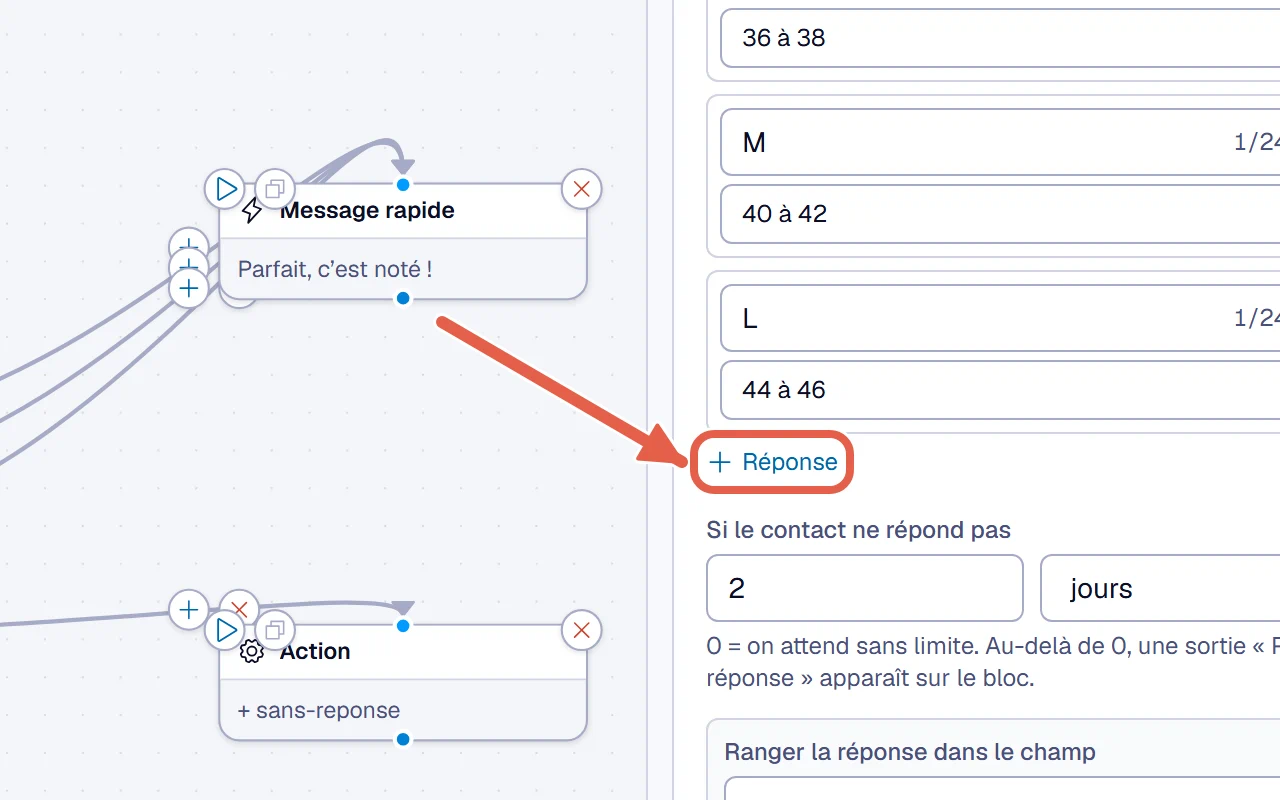 Message rapide
Parfait, c’est noté !
Action
+ sans-reponse
36 à 38
M
1/24
40 à 42
L
1/24
44 à 46
+ Réponse
Si le contact ne répond pas
2
jours
0 = on attend sans limite. Au-delà de 0, une sortie «
réponse » apparaît sur le bloc.
Ranger la réponse dans le champ